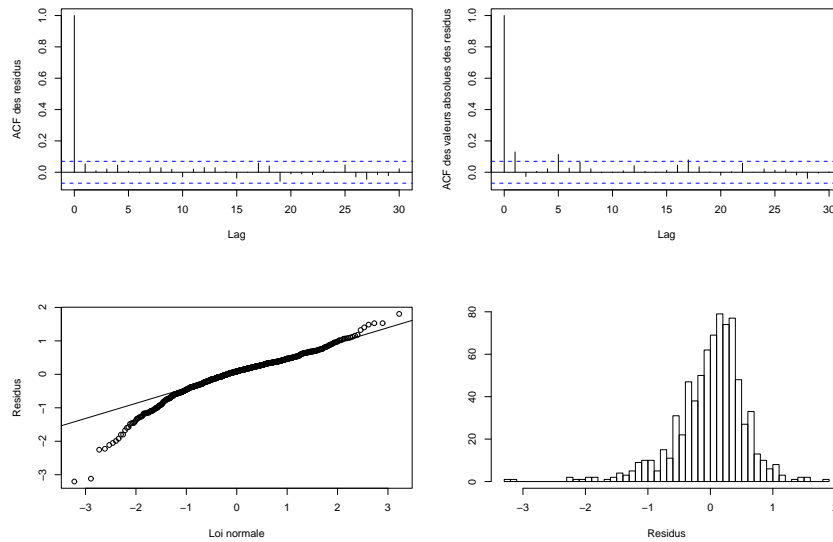 ACF des residus
0.0 0.2 0.4 0.6 0.8 1.0
0 5 10 15 20 25 30
Lag
ACF des valeurs absolues des residus
0.0 0.2 0.4 0.6 0.8 1.0
0 5 10 15 20 25 30
Lag
Residus
−3 −2 −1 0 1 2
−3 −2 −1 0 1 2 3
Loi normale
0 20 40 60 80
−3 −2 −1 0 1 2
Residus